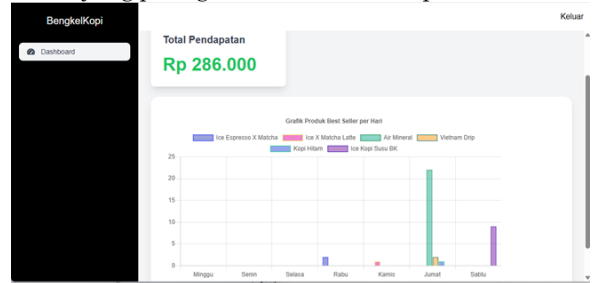 BengkelKopi
Keluar
Dashboard
Total Pendapatan
Rp 286.000
Grafik Produk Best Seller per Hari
Ice Espresso X Matcha Ice X Matcha Latte Air Mineral Vietnam Drip
Kopi Hitam Ice Kopi Susu BK
25
20
15
10
5
0
Minggu Senin Selasa Rabu Kamis Jumat Sabtu